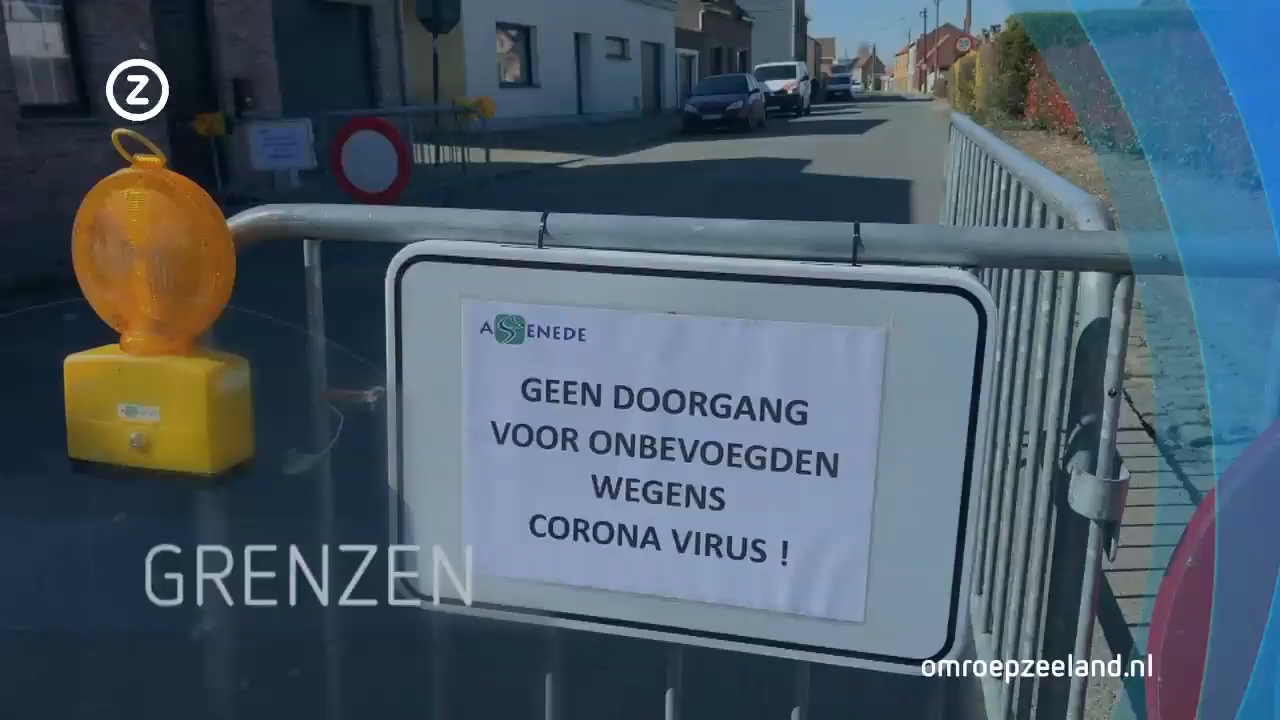 Z
ASSENEDE
GEEN DOORGANG
VOOR ONBEVOEGDEN
WEGENS
CORONA VIRUS !
GRENZEN
omroepzeeland.nl